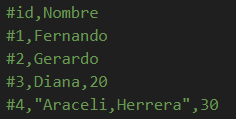 #id,Nombre
#1,Fernando
#2,Gerardo
#3,Diana,20
#4,"Araceli,Herrera",30